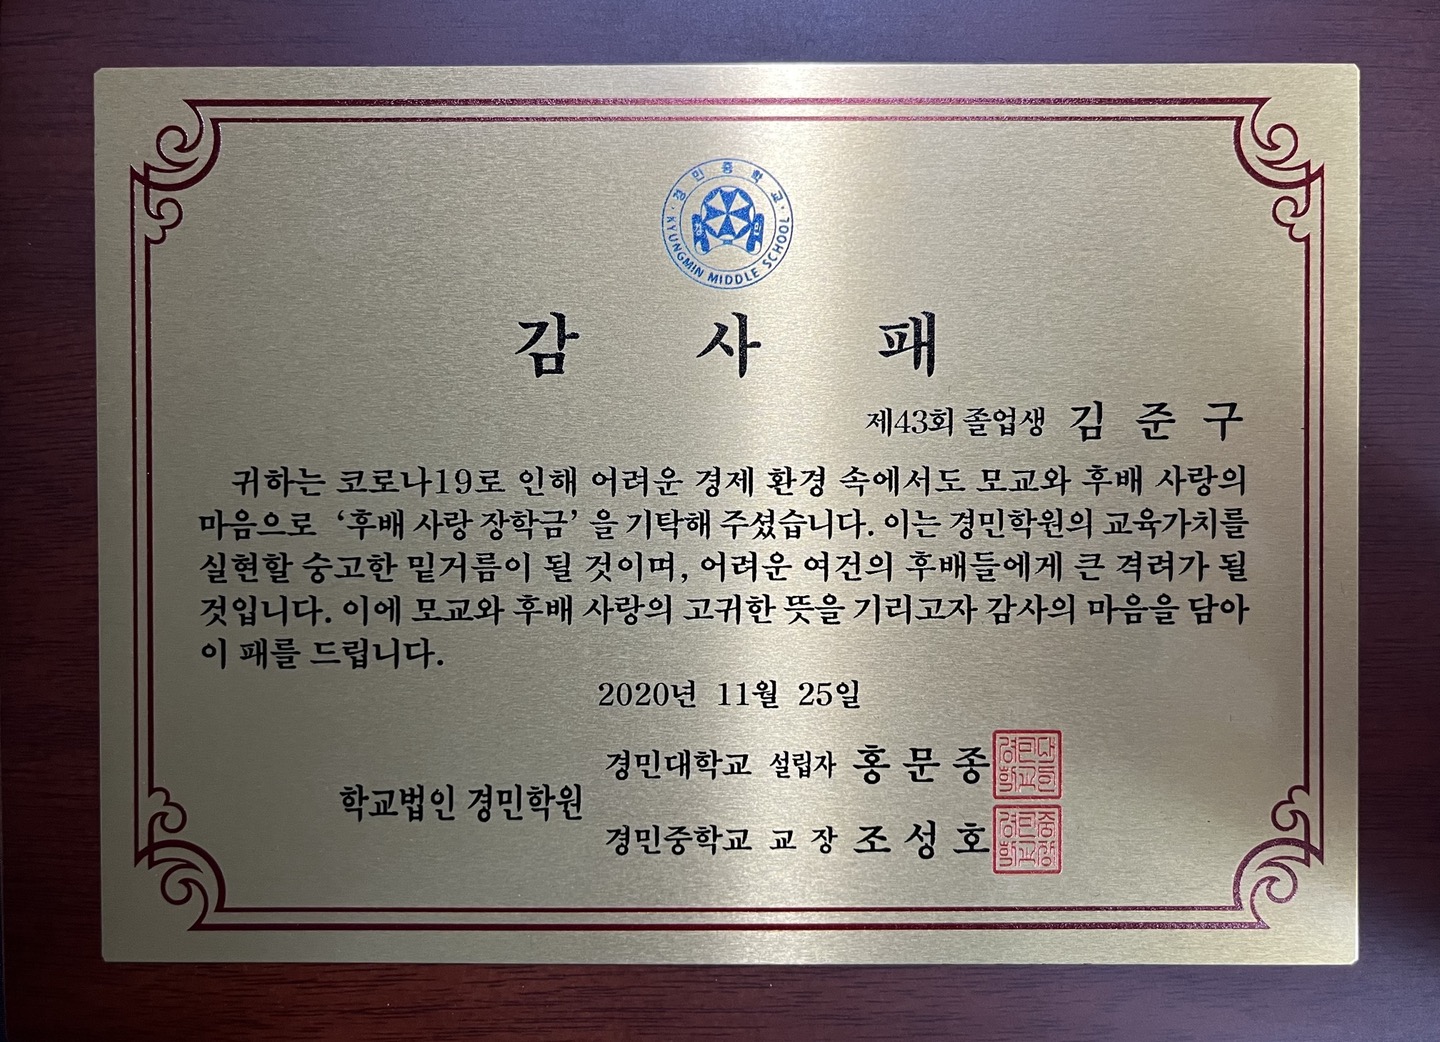 경민중학교
KYUNGMIN MIDDLE SCHOOL
경 민
감 사 패
제43회 졸업생 김 준 구
귀하는 코로나19로 인해 어려운 경제 환경 속에서도 모교와 후배 사랑의
마음으로 ‘후배 사랑 장학금’ 을 기탁해 주셨습니다. 이는 경민학원의 교육가치를
실현할 숭고한 밑거름이 될 것이며, 어려운 여건의 후배들에게 큰 격려가 될
것입니다. 이에 모교와 후배 사랑의 고귀한 뜻을 기리고자 감사의 마음을 담아
이 패를 드립니다.
2020년 11월 25일
학교법인 경민학원
경민대학교 설립자 홍 문 종
경민중학교 교 장 조 성 호